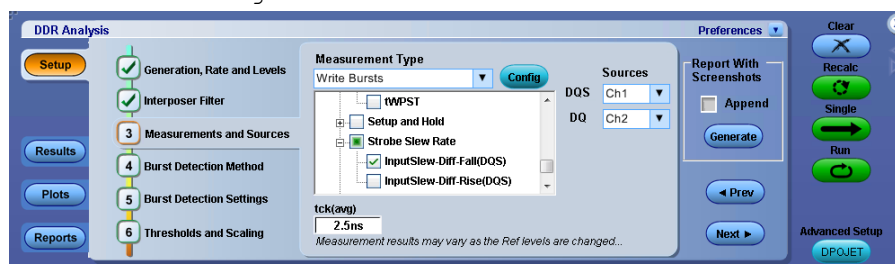 DDR Analysis
Preferences
Clear
Setup
Generation, Rate and Levels
Interposer Filter
3 Measurements and Sources
4 Burst Detection Method
5 Burst Detection Settings
6 Thresholds and Scaling
Results
Plots
Reports
Measurement Type
Write Bursts
Config
tWPST
Setup and Hold
Strobe Slew Rate
InputSlew-Diff-Fall(DQS)
InputSlew-Diff-Rise(DQS)
tck(avg)
2.5ns
Measurement results may vary as the Ref levels are changed...
Sources
DQS Ch1
DQ Ch2
Report With
Screenshots
Append
Generate
Prev
Next
Recalc
Single
Run
Advanced Setup
DPOJET